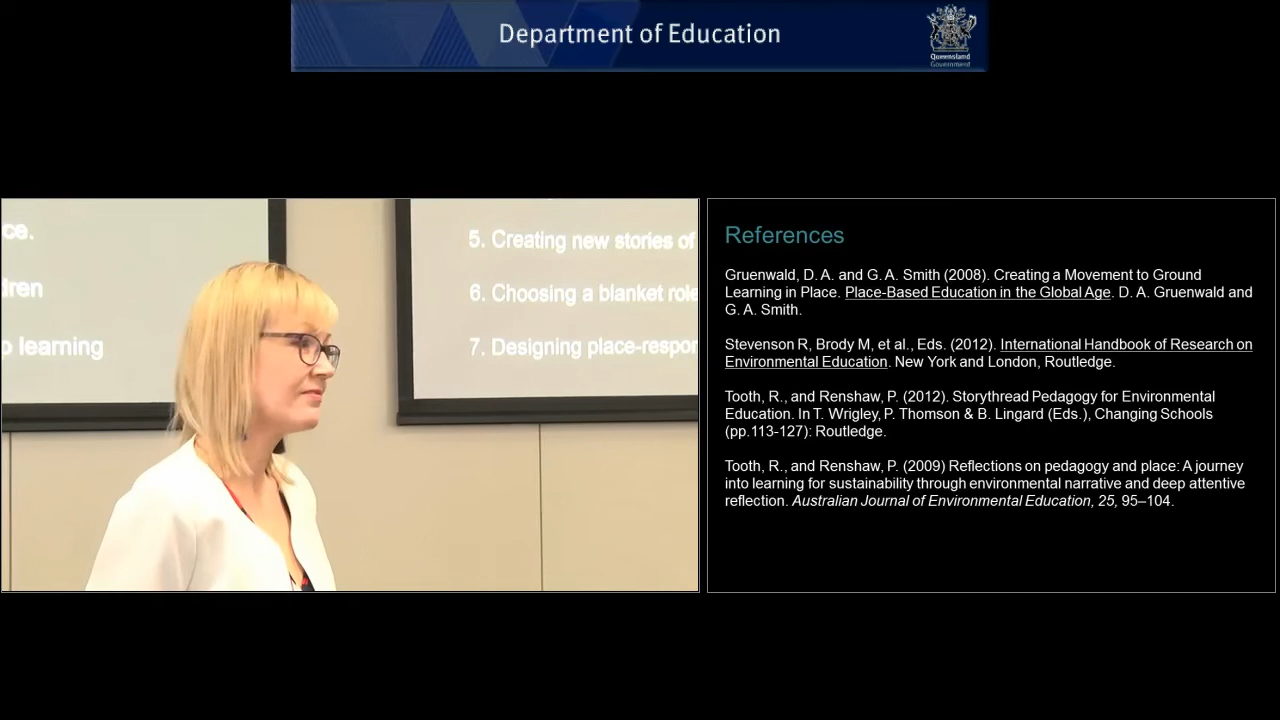 Department of Education
Queensland
Government
ce.
learning
5. Creating new stories of
6. Choosing a blanket role
7. Designing
References
Gruenwald, D. A. and G. A. Smith (2008). Creating a Movement to Ground
Learning in Place. Place-Based Education in the Global Age. D. A. Gruenwald and
G. A. Smith.
Stevenson R, Brody M, et al., Eds. (2012). International Handbook of Research on
Environmental Education. New York and London, Routledge.
Tooth, R., and Renshaw, P. (2012). Storythread Pedagogy for Environmental
Education. In T. Wrigley, P. Thomson & B. Lingard (Eds.), Changing Schools
(pp.113-127): Routledge.
Tooth, R., and Renshaw, P. (2009) Reflections on pedagogy and place: A journey
into learning for sustainability through environmental narrative and deep attentive
reflection. Australian Journal of Environmental Education, 25, 95–104.